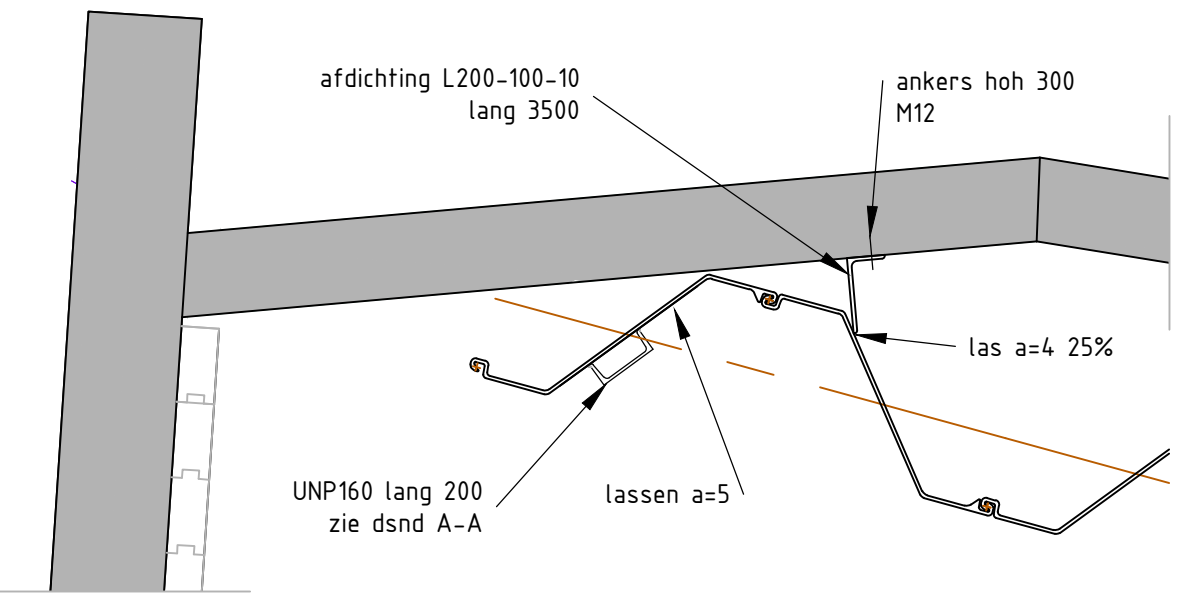 afdichting L200-100-10
lang 3500
ankers hoh 300
M12
las a=4 25%
UNP160 lang 200
zie dsnd A-A
lassen a=5